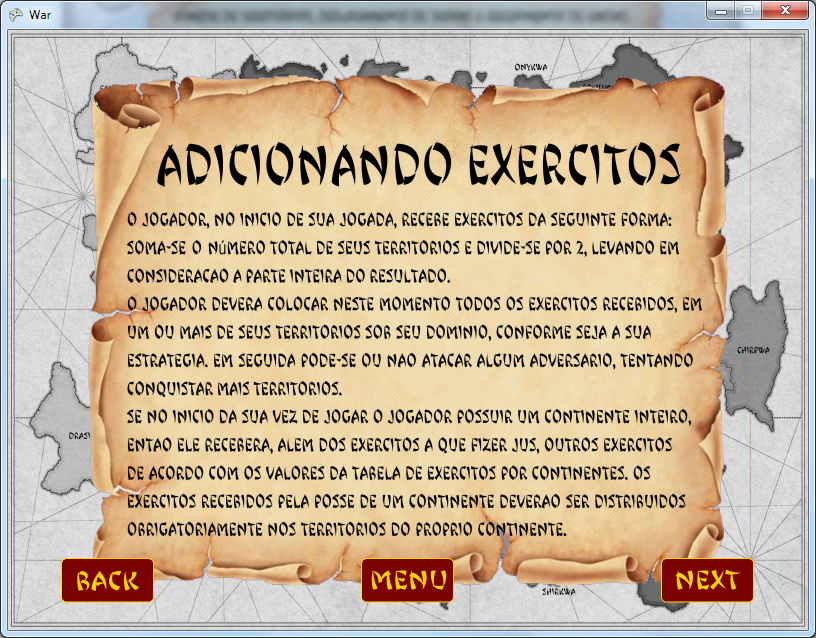 War
ONYKWA
ADICIONANDO EXERCITOS
O JOGADOR, NO INICIO DE SUA JOGADA, RECEBE EXERCITOS DA SEGUINTE FORMA:
SOMA-SE O NÚMERO TOTAL DE SEUS TERRITORIOS E DIVIDE-SE POR 2, LEVANDO EM
CONSIDERACAO A PARTE INTEIRA DO RESULTADO.
O JOGADOR DEVERA COLOCAR NESTE MOMENTO TODOS OS EXERCITOS RECEBIDOS, EM
UM OU MAIS DE SEUS TERRITORIOS SOB SEU DOMINIO, CONFORME SEJA A SUA
ESTRATEGIA. EM SEGUIDA PODE-SE OU NAO ATACAR ALGUM ADVERSARIO, TENTANDO
CONQUISTAR MAIS TERRITORIOS.
CHIRPWA
SE NO INICIO DA SUA VEZ DE JOGAR O JOGADOR POSSUIR UM CONTINENTE INTEIRO,
ENTAO ELE RECEBERA, ALEM DOS EXERCITOS A QUE FIZER JUS, OUTROS EXERCITOS
DRASI
DE ACORDO COM OS VALORES DA TABELA DE EXERCITOS POR CONTINENTES. OS
EXERCITOS RECEBIDOS PELA POSSE DE UM CONTINENTE DEVERAO SER DISTRIBUIDOS
OBRIGATORIAMENTE NOS TERRITORIOS DO PROPRIO CONTINENTE.
BACK
MENU
NEXT
SHIRKWA